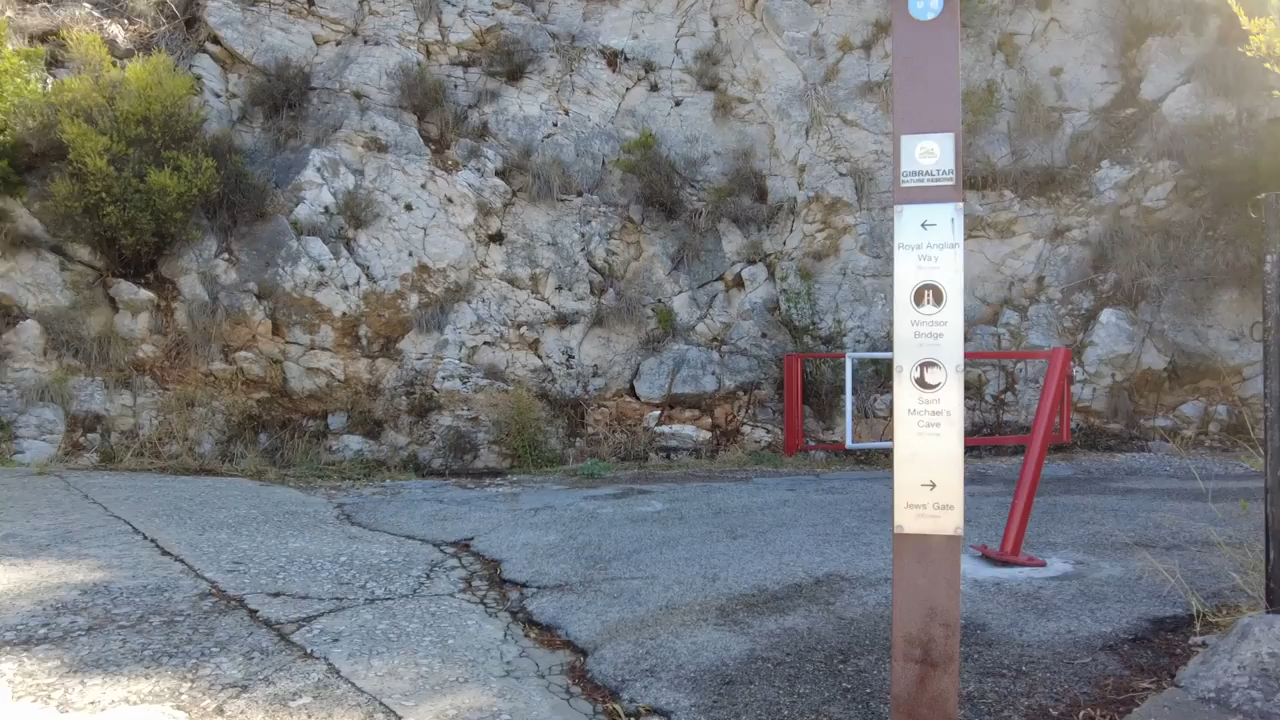 GIBRALTAR
NATURE RESERVE
←
Royal Anglian
Way
Windsor
Bridge
Saint
Michael's
Cave
→
Jews' Gate